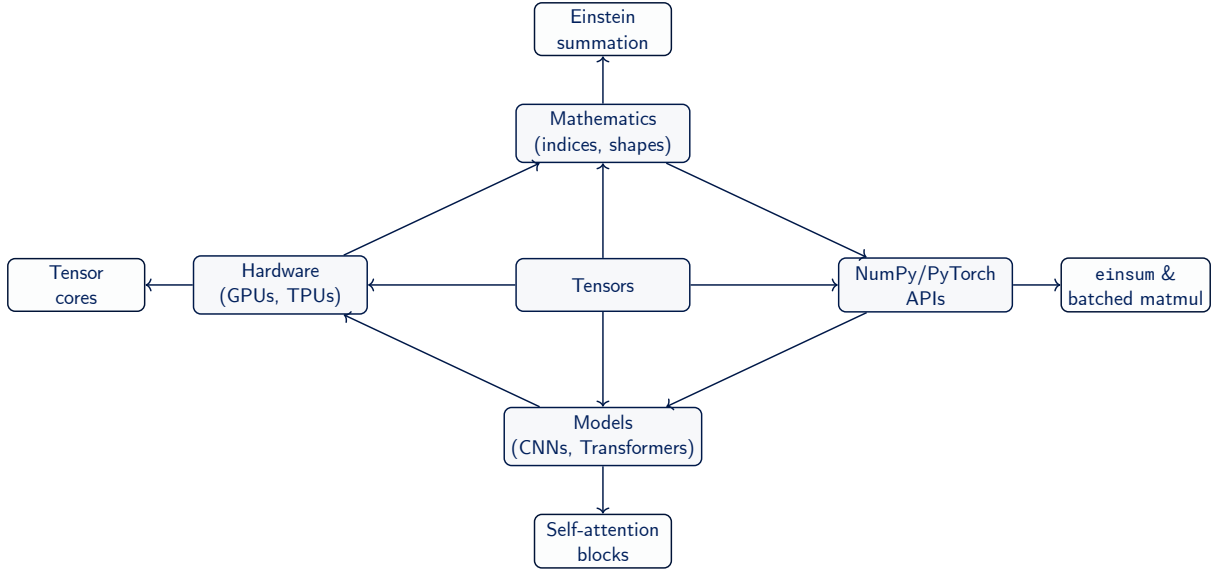 Einstein
summation
Mathematics
(indices, shapes)
Tensor
cores
Hardware
(GPUs, TPUs)
Tensors
NumPy/PyTorch
APIs
einsum &
batched matmul
Models
(CNNs, Transformers)
Self-attention
blocks